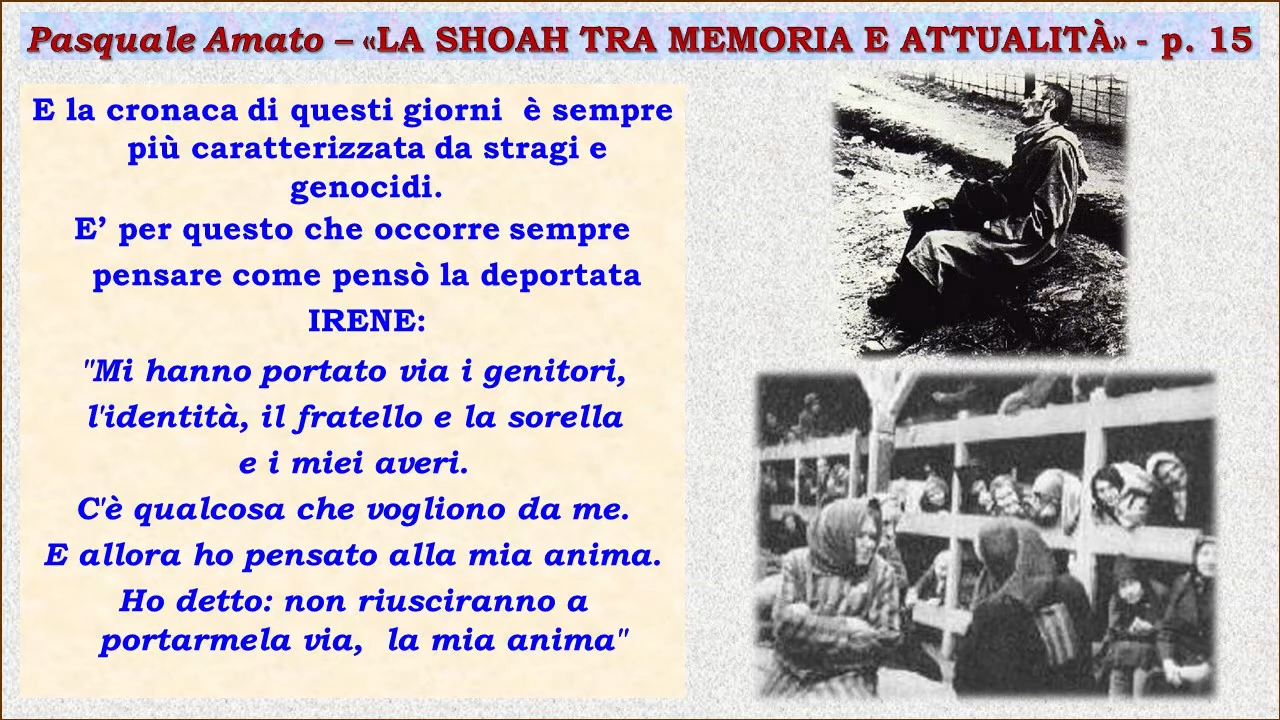 Pasquale Amato – «LA SHOAH TRA MEMORIA E ATTUALITÀ» - p. 15
E la cronaca di questi giorni è sempre
più caratterizzata da stragi e
genocidi.
E’ per questo che occorre sempre
pensare come pensò la deportata
IRENE:
"Mi hanno portato via i genitori,
l'identità, il fratello e la sorella
e i miei averi.
C'è qualcosa che vogliono da me.
E allora ho pensato alla mia anima.
Ho detto: non riusciranno a
portarmela via, la mia anima"